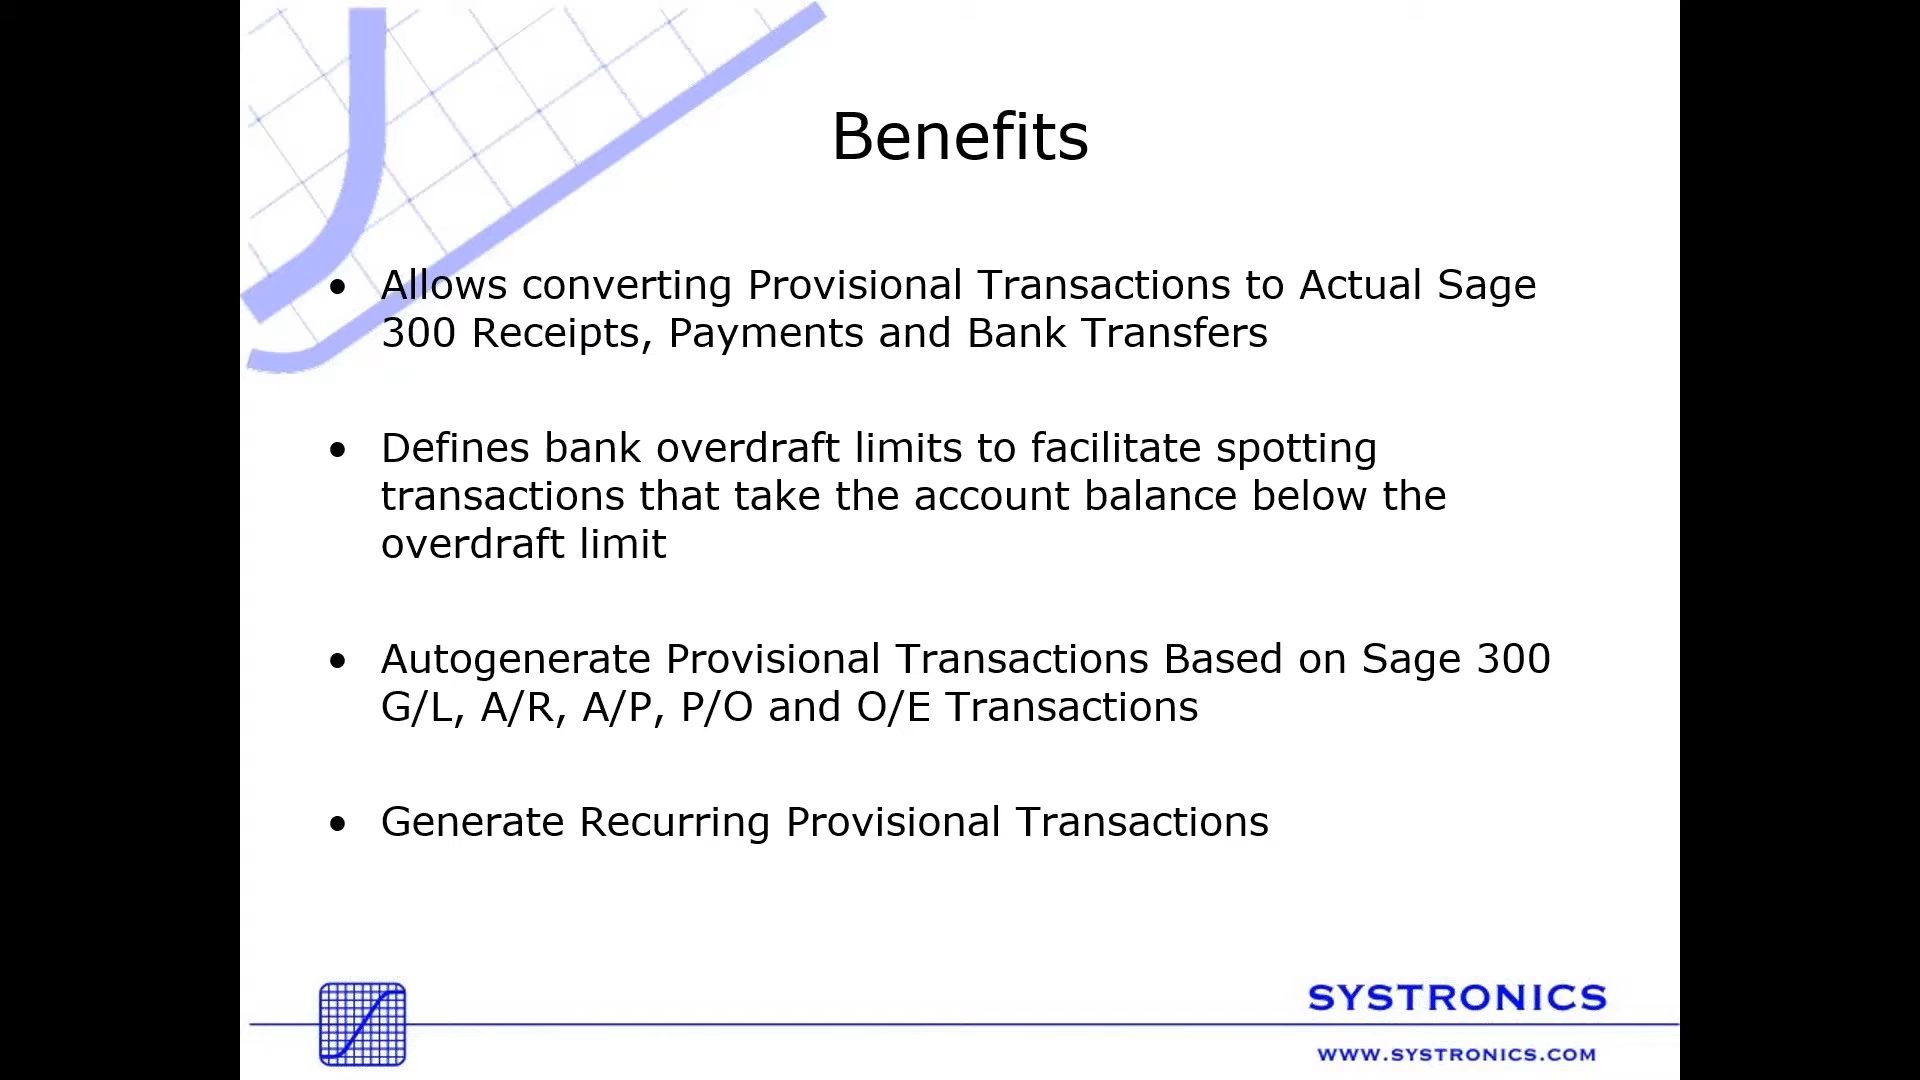 Benefits
• Allows converting Provisional Transactions to Actual Sage
300 Receipts, Payments and Bank Transfers
• Defines bank overdraft limits to facilitate spotting
transactions that take the account balance below the
overdraft limit
• Autogenerate Provisional Transactions Based on Sage 300
G/L, A/R, A/P, P/O and O/E Transactions
• Generate Recurring Provisional Transactions
SYSTRONICS
WWW.SYSTRONICS.COM